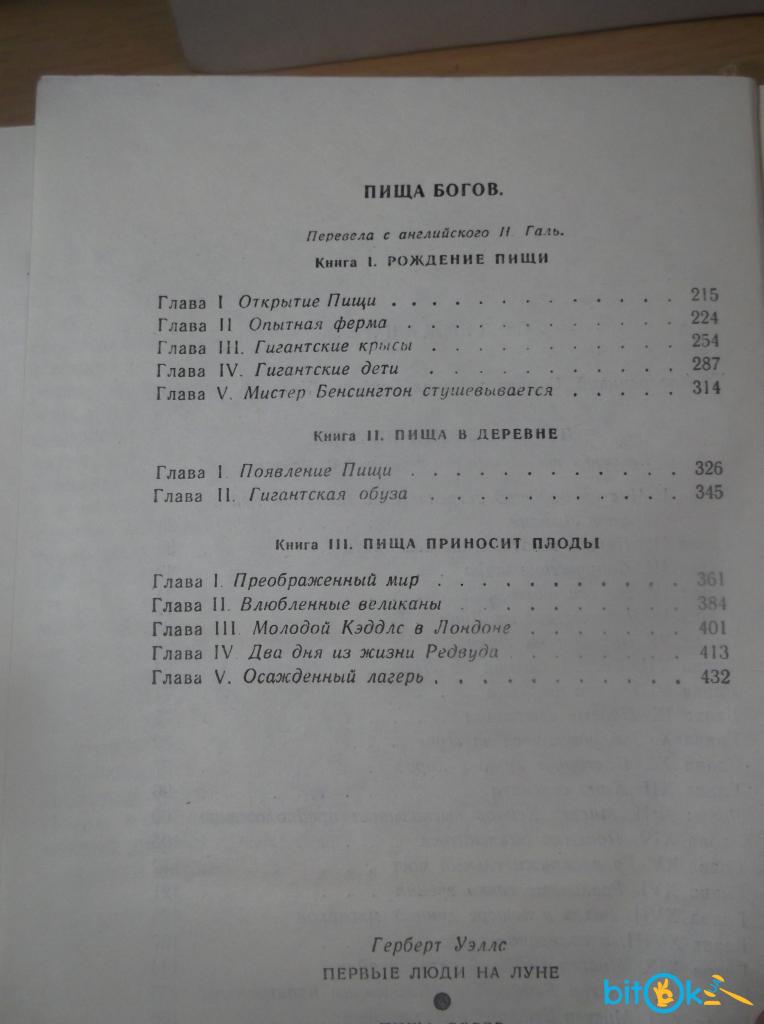 ПИЩА БОГОВ.
Перевела с английского Н. Галь.
Книга I. РОЖДЕНИЕ ПИЩИ
Глава I Открытие Пищи . . . . . . . . . . . . . 215
Глава II Опытная ферма . . . . . . . . . . . . 224
Глава III. Гигантские крысы . . . . . . . . . . . 254
Глава IV. Гигантские дети . . . . . . . . . . . 287
Глава V. Мистер Бенсингтон стушевывается . . . . . 314
Книга II. ПИЩА В ДЕРЕВНЕ
Глава I. Появление Пищи . . . . . . . . . . . . 326
Глава II. Гигантская обуза . . . . . . . . . . . 345
Книга III. ПИЩА ПРИНОСИТ ПЛОДЫ
Глава I. Преображенный мир . . . . . . . . . . . 361
Глава II. Влюбленные великаны . . . . . . . . . . 384
Глава III. Молодой Кэддлс в Лондоне . . . . . . . 401
Глава IV Два дня из жизни Редвуда . . . . . . . . 413
Глава V. Осажденный лагерь . . . . . . . . . . . 432
Герберт Уэллс
ПЕРВЫЕ ЛЮДИ НА ЛУНЕ
bitok